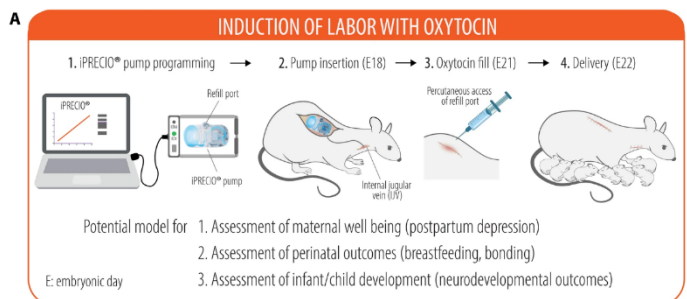 A
INDUCTION OF LABOR WITH OXYTOCIN
1. iPRECIO® pump programming → 2. Pump insertion (E18) → 3. Oxytocin fill (E21) → 4. Delivery (E22)
iPRECIO®
Refill port
iPRECIO® pump
Internal jugular
vein (IJV)
Percutaneous access
of refill port
Potential model for 1. Assessment of maternal well being (postpartum depression)
2. Assessment of perinatal outcomes (breastfeeding, bonding)
3. Assessment of infant/child development (neurodevelopmental outcomes)
E: embryonic day